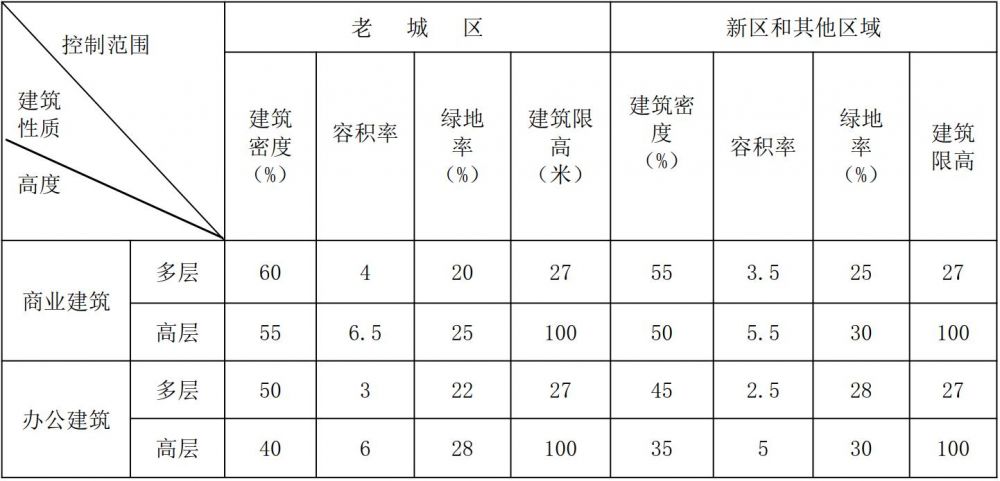 控制范围
建筑
性质
高度
老 城 区
新区和其他区域
建筑
密度
（%）
容积率
绿地
率
（%）
建筑限
高
（米）
建筑密
度
（%）
容积率
绿地
率
（%）
建筑
限高
商业建筑
多层 60 4 20 27 55 3.5 25 27
高层 55 6.5 25 100 50 5.5 30 100
办公建筑
多层 50 3 22 27 45 2.5 28 27
高层 40 6 28 100 35 5 30 100